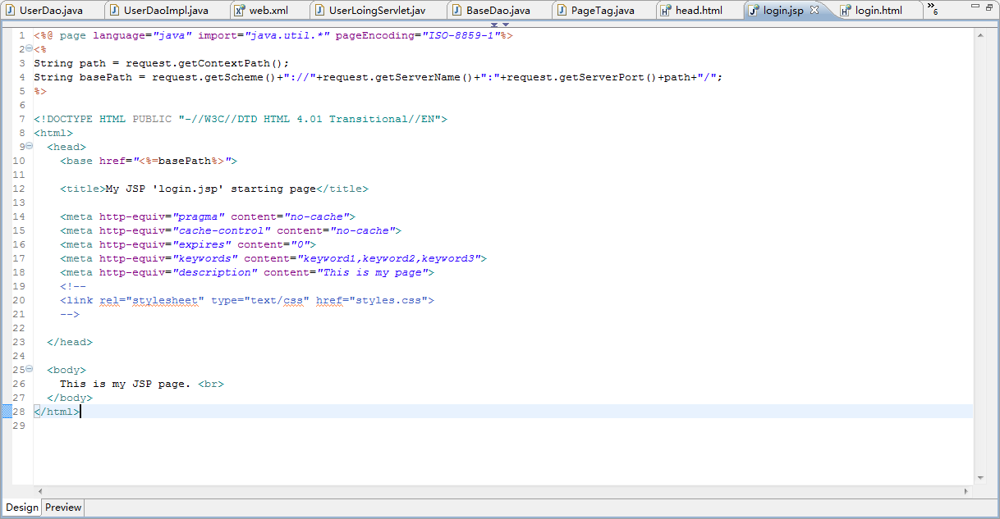 UserDao.java UserDaoImpl.java web.xml UserLoingServlet.jav BaseDao.java PageTag.java head.html login.jsp login.html »6
1 <%@ page language="java" import="java.util.*" pageEncoding="ISO-8859-1"%>
2 <%
3 String path = request.getContextPath();
4 String basePath = request.getScheme()+"://"+request.getServerName()+":"+request.getServerPort()+path+"/";
5 %>
6
7 <!DOCTYPE HTML PUBLIC "-//W3C//DTD HTML 4.01 Transitional//EN">
8 <html>
9   <head>
10     <base href="<%=basePath%>">
11
12     <title>My JSP 'login.jsp' starting page</title>
13
14     <meta http-equiv="pragma" content="no-cache">
15     <meta http-equiv="cache-control" content="no-cache">
16     <meta http-equiv="expires" content="0">
17     <meta http-equiv="keywords" content="keyword1,keyword2,keyword3">
18     <meta http-equiv="description" content="This is my page">
19     <!--
20     <link rel="stylesheet" type="text/css" href="styles.css">
21     -->
22
23   </head>
24
25   <body>
26     This is my JSP page. <br>
27   </body>
28 </html>
29
Design Preview